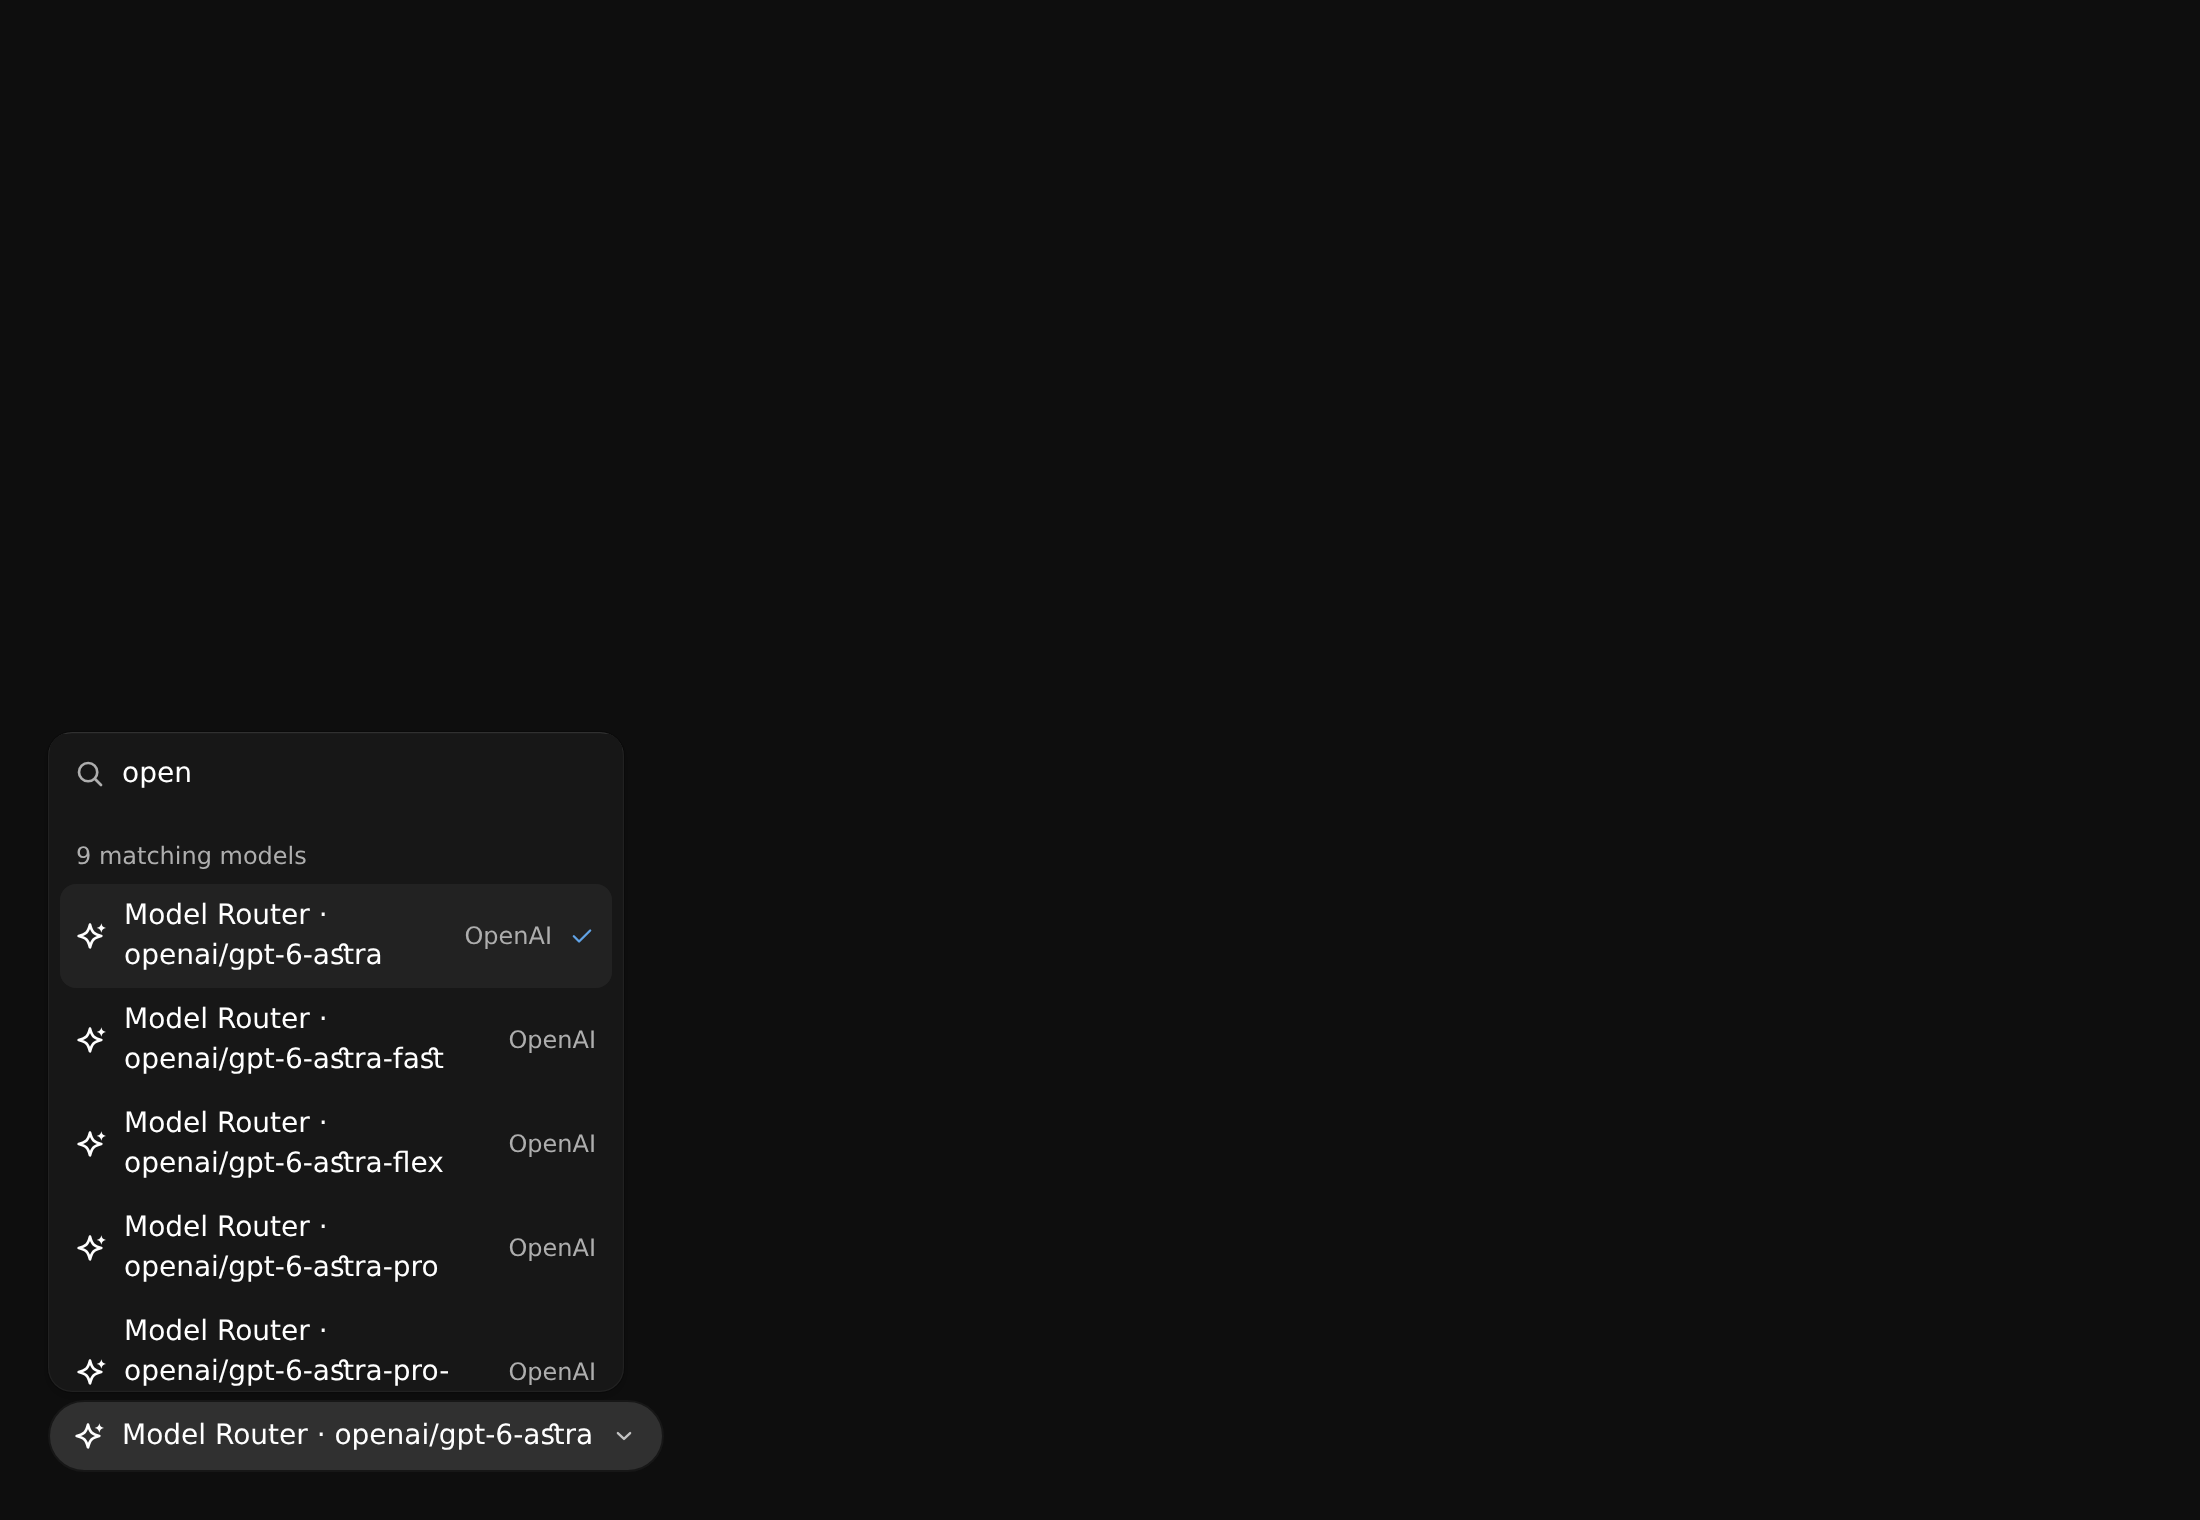 open
9 matching models
Model Router ·
openai/gpt-6-astra
OpenAI
Model Router ·
openai/gpt-6-astra-fast
OpenAI
Model Router ·
openai/gpt-6-astra-flex
OpenAI
Model Router ·
openai/gpt-6-astra-pro
OpenAI
Model Router ·
openai/gpt-6-astra-pro-
OpenAI
Model Router · openai/gpt-6-astra